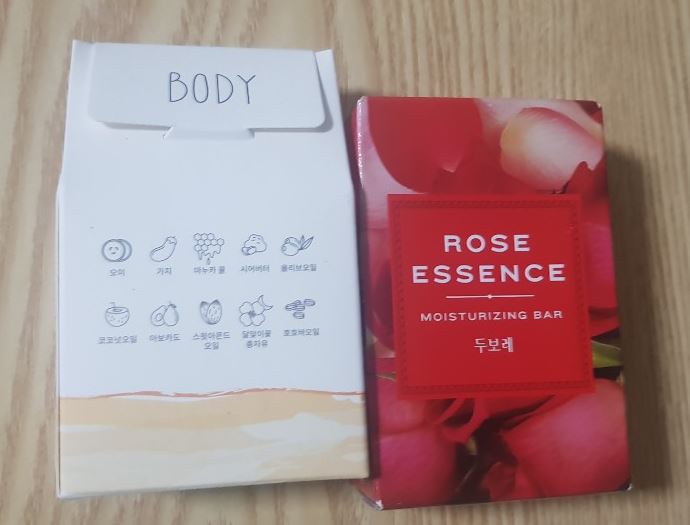 BODY
오이 가지 마누카 꿀 시어버터 올리브오일
코코넛오일 아보카도 스윗아몬드 오일 달맞이꽃 종자유 호호바오일
ROSE
ESSENCE
MOISTURIZING BAR
두보레